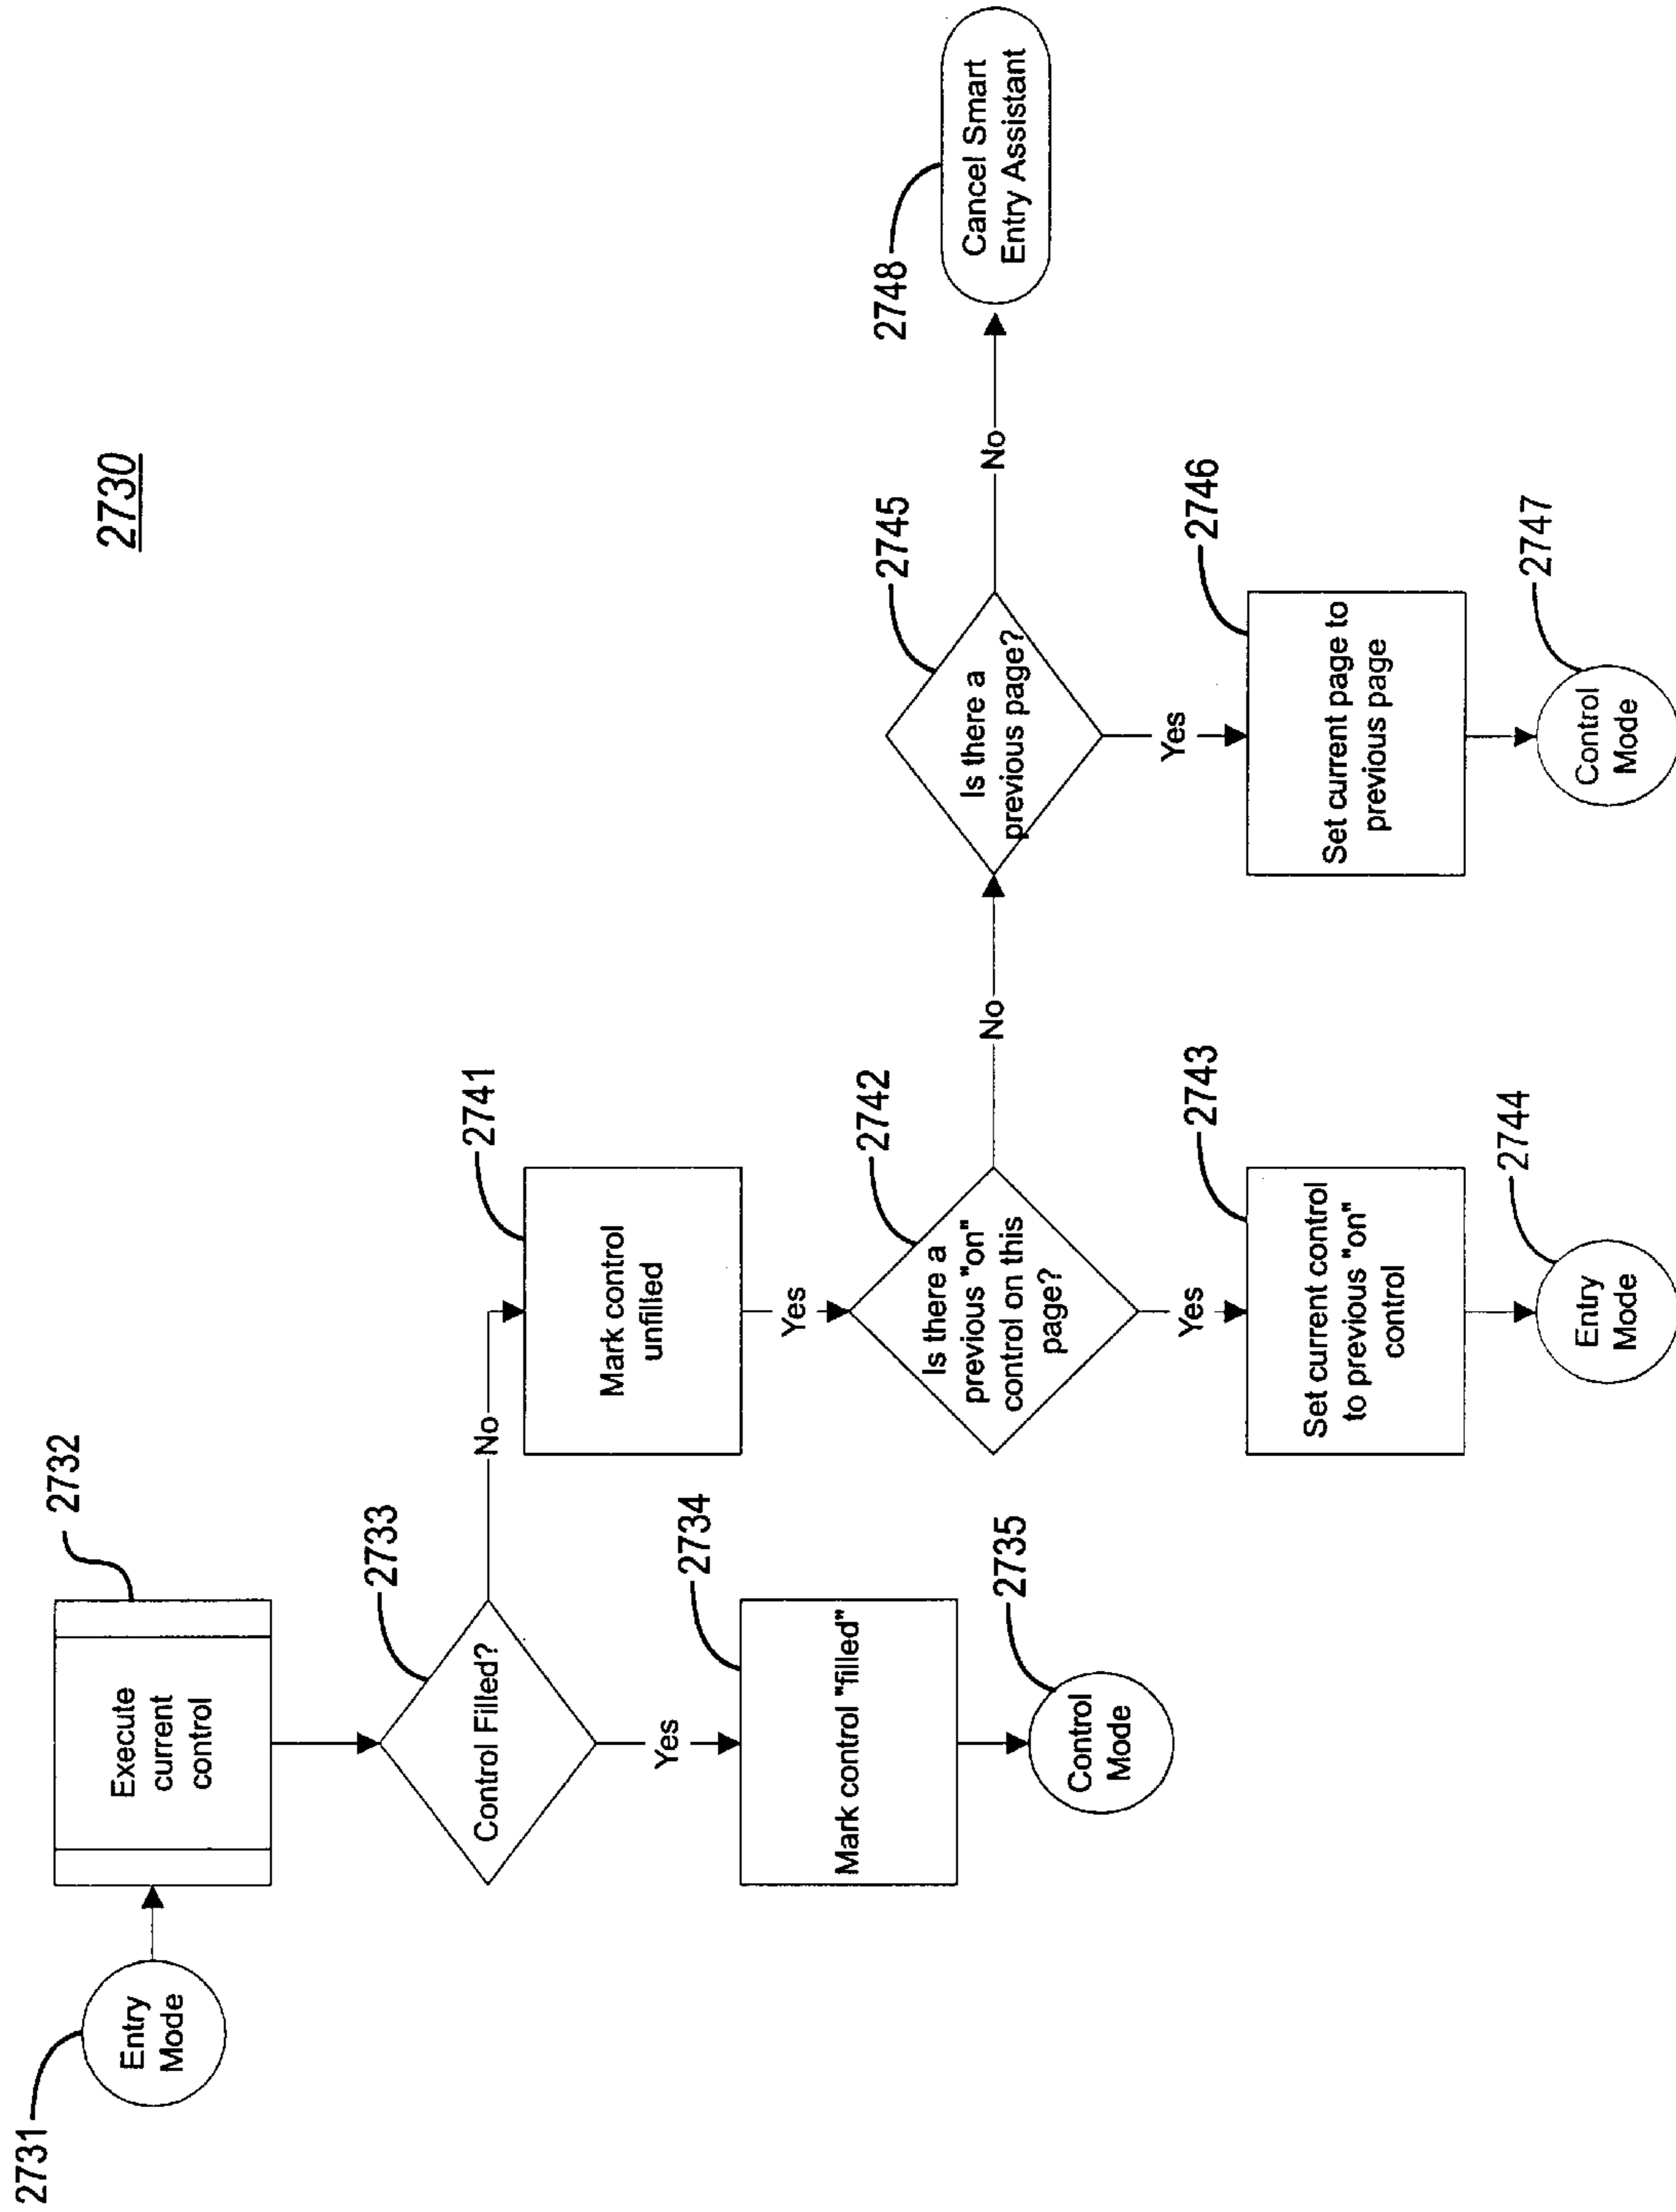 2730
2731
Entry
Mode
2732
Execute
current
control
2733
Control Filled?
No
Yes
2734
Mark control "filled"
2735
Control
Mode
2741
Mark control
unfilled
Yes
2742
Is there a
previous "on"
control on this
page?
No
Yes
2743
Set current control
to previous "on"
control
2744
Entry
Mode
2745
Is there a
previous page?
No
Yes
2746
Set current page to
previous page
2747
Control
Mode
2748
Cancel Smart
Entry Assistant